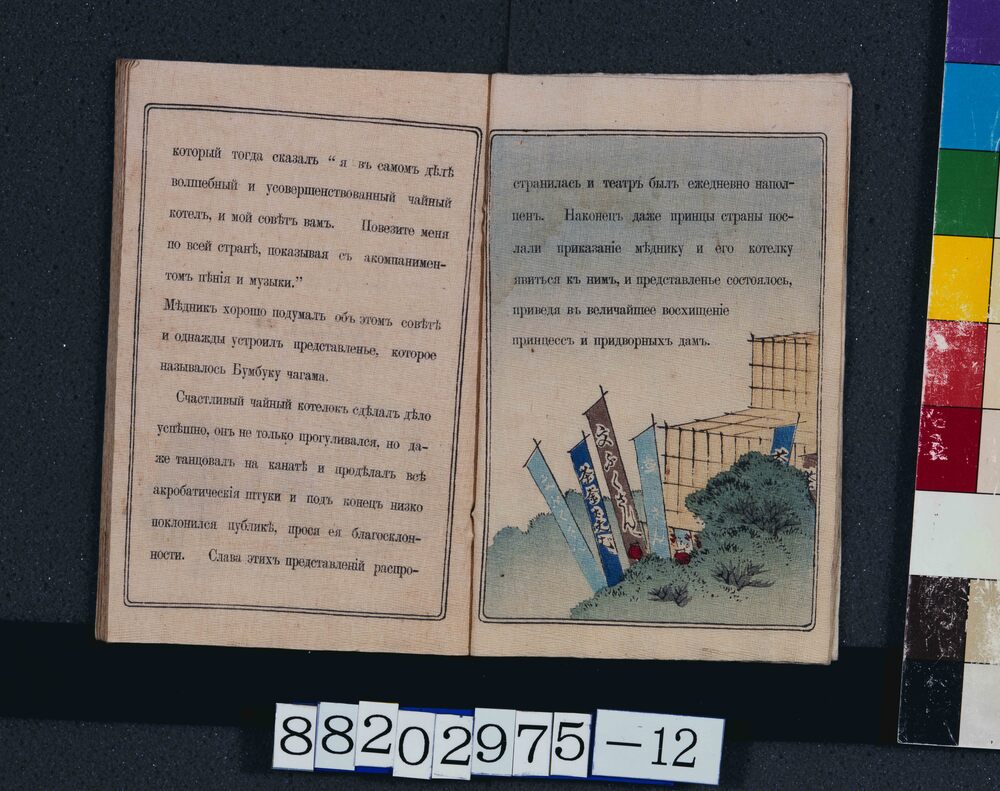 который тогда сказалъ “ я въ самомъ дѣлѣ
волшебный и усовершенствованный чайный
котелъ, и мой совѣтъ вамъ. Повезите меня
по всей странѣ, показывая съ акомпанимен-
томъ пѣнія и музыки.”
Мѣдникъ хорошо подумалъ объ этомъ совѣтѣ
и однажды устроилъ представленье, которое
называлось Бумбуку чагама.
Счастливый чайный котелокъ сдѣлалъ дѣло
успѣшно, онъ не только прогуливался, но да-
же танцовалъ на канатѣ и продѣлалъ всѣ
акробатическія штуки и подъ конецъ низко
поклонился публикѣ, прося ея благосклон-
ности. Слава этихъ представленій распро-
странилась и театръ былъ ежедневно напол-
ненъ. Наконецъ даже принцы страны пос-
лали приказаніе мѣднику и его котелку
явиться къ нимъ, и представленье состоялось,
приведя въ величайшее восхищеніе
принцессъ и придворныхъ дамъ.
88202975-12